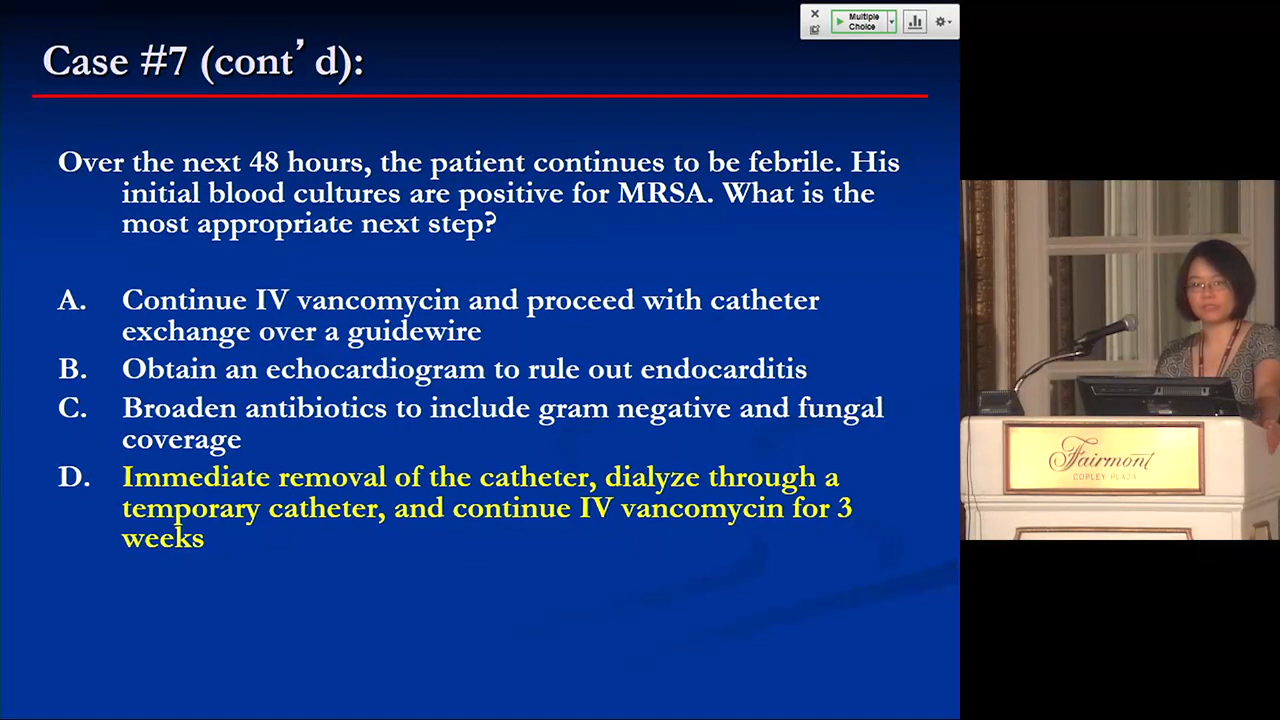 Multiple
Choice
Case #7 (cont’d):
Over the next 48 hours, the patient continues to be febrile. His
initial blood cultures are positive for MRSA. What is the
most appropriate next step?
A. Continue IV vancomycin and proceed with catheter
exchange over a guidewire
B. Obtain an echocardiogram to rule out endocarditis
C. Broaden antibiotics to include gram negative and fungal
coverage
D. Immediate removal of the catheter, dialyze through a
temporary catheter, and continue IV vancomycin for 3
weeks
Fairmont
COPLEY PLAZA